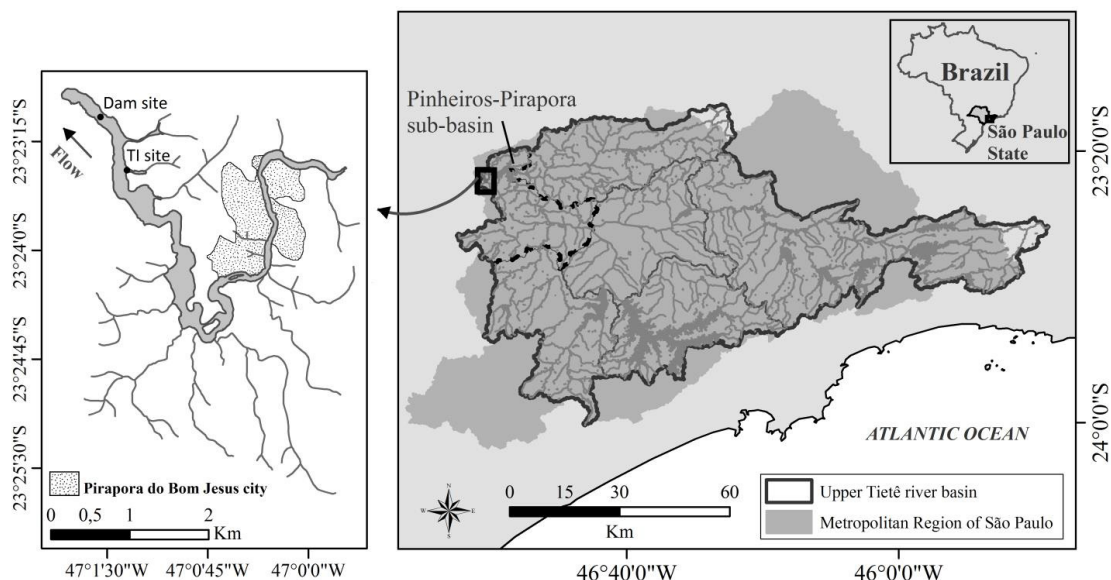 Dam site
TI site
Flow
23°23'15"S
23°24'0"S
23°24'45"S
23°25'30"S
Pirapora do Bom Jesus city
0 0,5 1 2
Km
47°1'30"W 47°0'45"W 47°0'0"W
Pinheiros-Pirapora
sub-basin
Brazil
São Paulo
State
23°20'0"S
24°0'0"S
ATLANTIC OCEAN
N
W E
S
0 15 30 60
Km
Upper Tietê river basin
Metropolitan Region of São Paulo
46°40'0"W 46°0'0"W